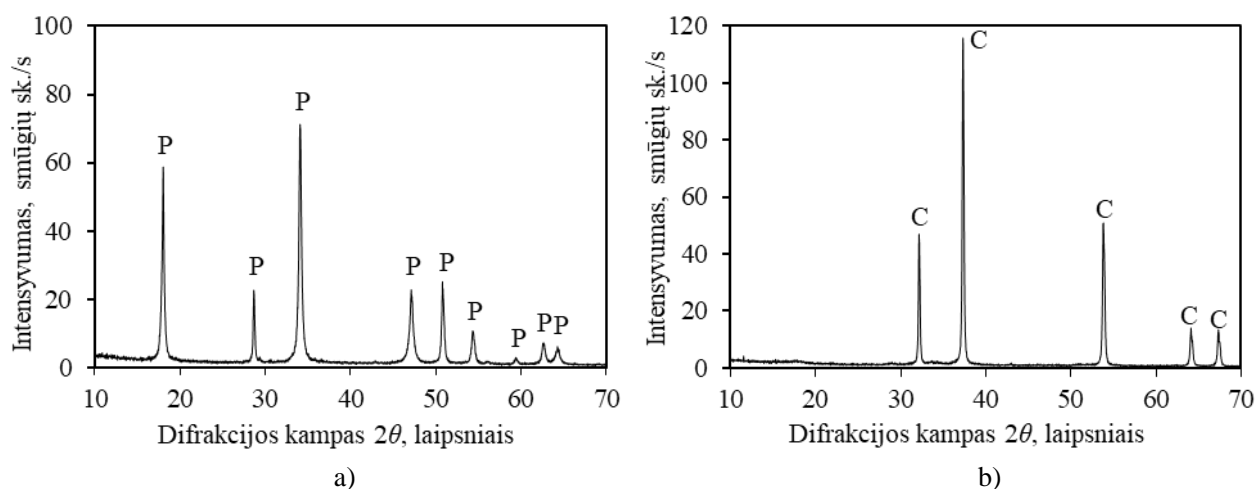 100
80
60
40
20
0
Intensyvumas, smūgių sk./s
P
P
P
P
P
P
P
P
P
10 20 30 40 50 60 70
Difrakcijos kampas 2θ, laipsniais
a)
120
100
80
60
40
20
0
Intensyvumas, smūgių sk./s
C
C
C
C
C
10 20 30 40 50 60 70
Difrakcijos kampas 2θ, laipsniais
b)